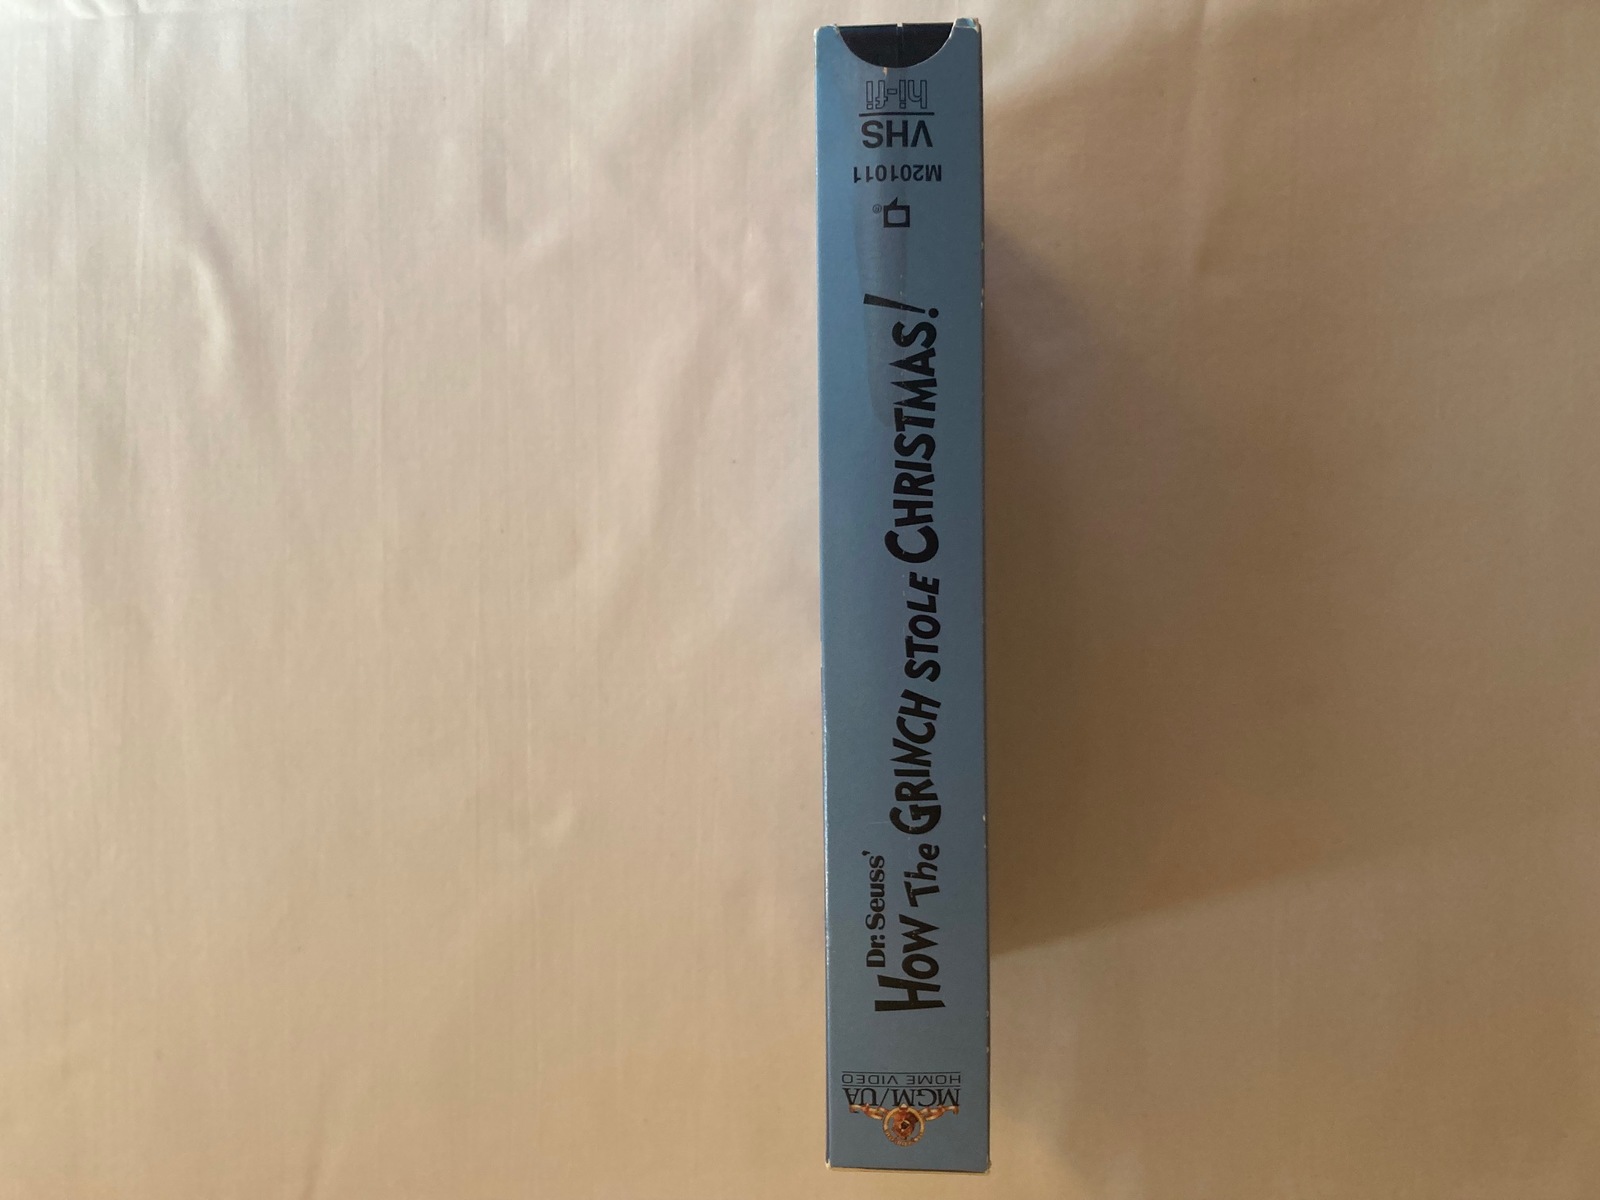 hi-fi
VHS
M201011
Dr. Seuss'
HOW The GRINCH STOLE CHRISTMAS!
MGM/UA
HOME VIDEO